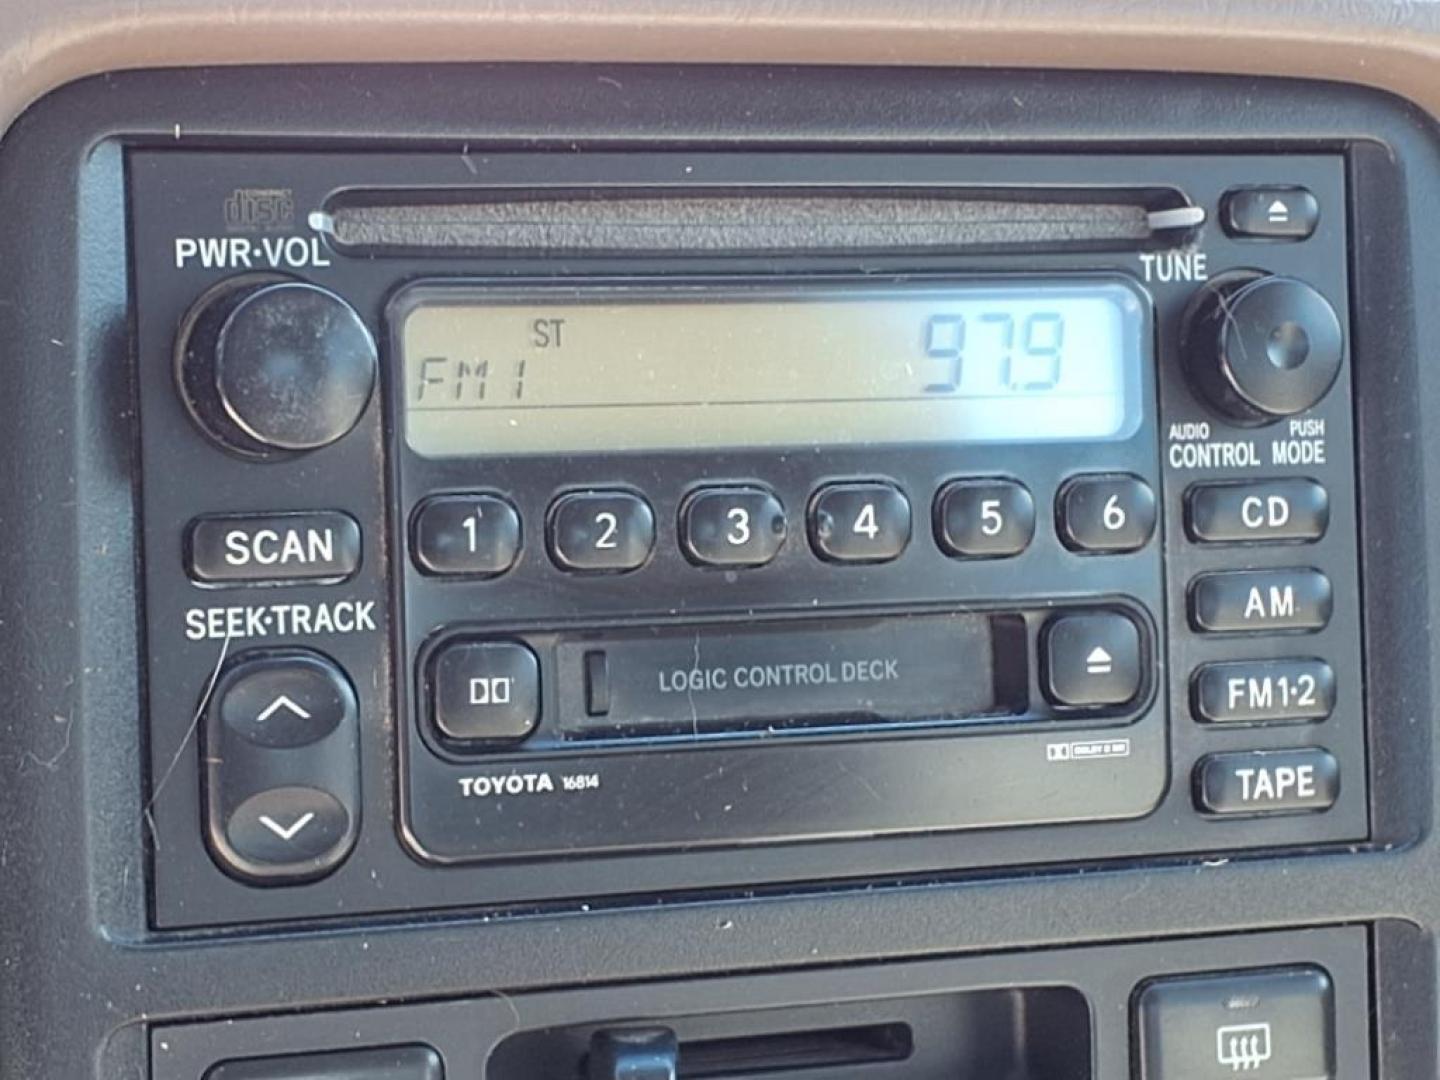 COMPACT
disc
PWR·VOL
TUNE
ST
FM1
97.9
AUDIO PUSH
CONTROL MODE
1 2 3 4 5 6
CD
SCAN
AM
SEEK·TRACK
LOGIC CONTROL DECK
FM1·2
TOYOTA 16814
TAPE